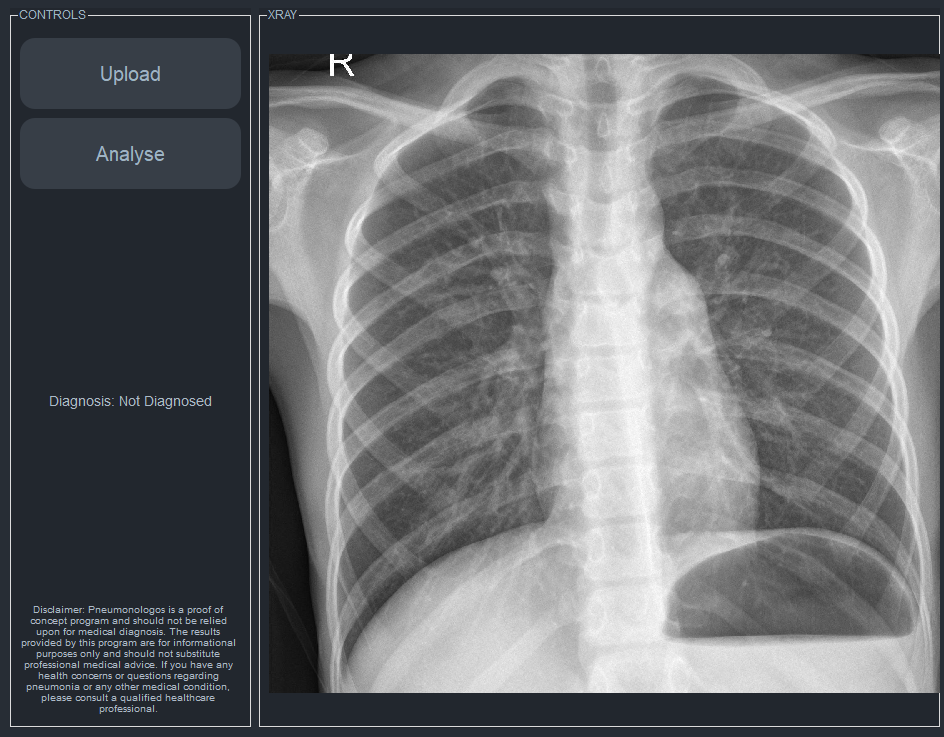 CONTROLS
XRAY
Upload
Analyse
R
Diagnosis: Not Diagnosed
Disclaimer: Pneumonologos is a proof of
concept program and should not be relied
upon for medical diagnosis. The results
provided by this program are for informational
purposes only and should not substitute
professional medical advice. If you have any
health concerns or questions regarding
pneumonia or any other medical condition,
please consult a qualified healthcare
professional.